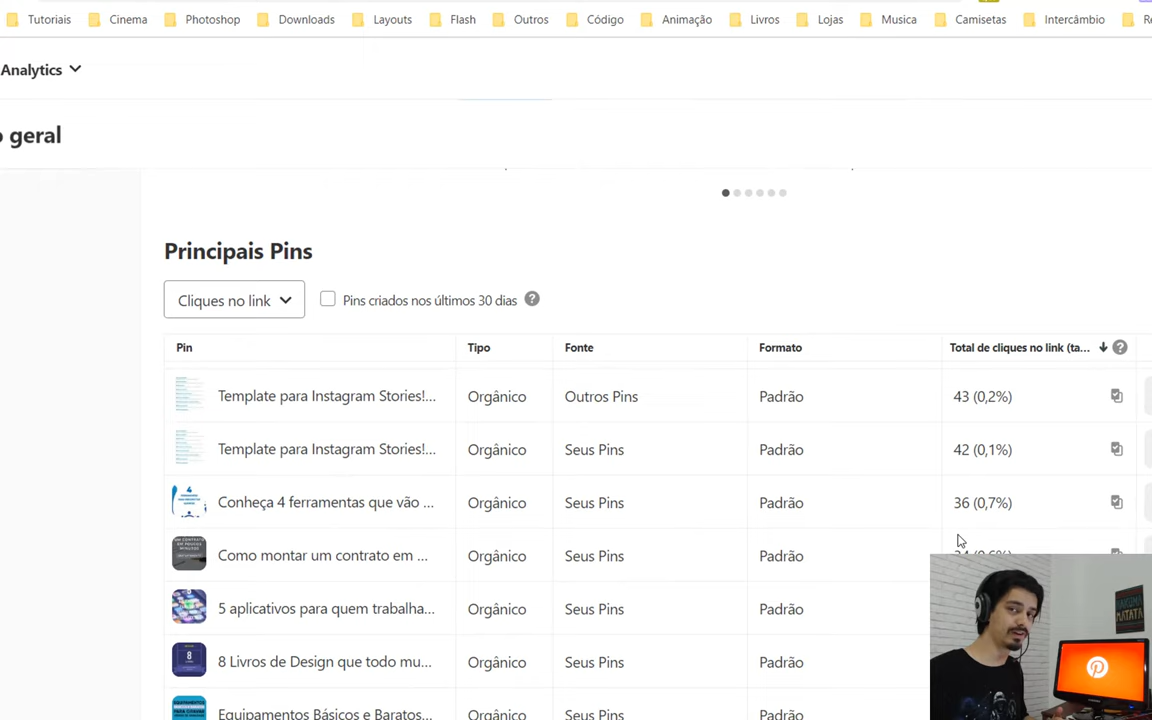 Tutoriais Cinema Photoshop Downloads Layouts Flash Outros Código Animação Livros Lojas Musica Camisetas Intercâmbio
Analytics
geral
Principais Pins
Cliques no link Pins criados nos últimos 30 dias ?
Pin Tipo Fonte Formato Total de cliques no link (ta... ?
Template para Instagram Stories!... Orgânico Outros Pins Padrão 43 (0,2%)
Template para Instagram Stories!... Orgânico Seus Pins Padrão 42 (0,1%)
Conheça 4 ferramentas que vão ... Orgânico Seus Pins Padrão 36 (0,7%)
Como montar um contrato em ... Orgânico Seus Pins Padrão
5 aplicativos para quem trabalha... Orgânico Seus Pins Padrão
8 Livros de Design que todo mu... Orgânico Seus Pins Padrão
Equipamentos Básicos e Baratos... Orgânico Seus Pins Padrão
HAKUNA
MATATA